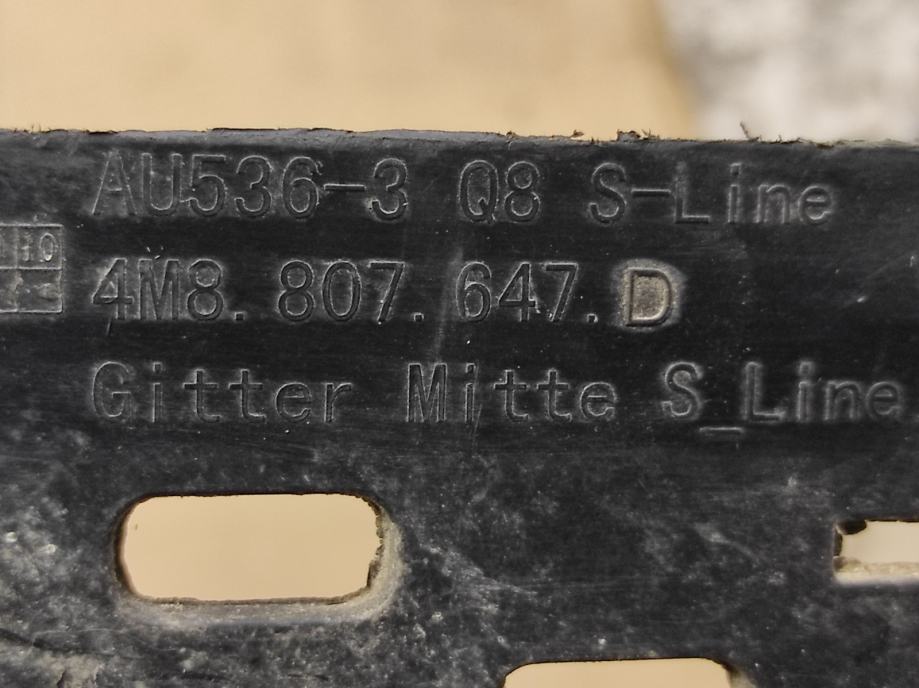 AU536-3 Q8 S-Line
4M8. 807. 647. D
Gitter Mitte S_Line